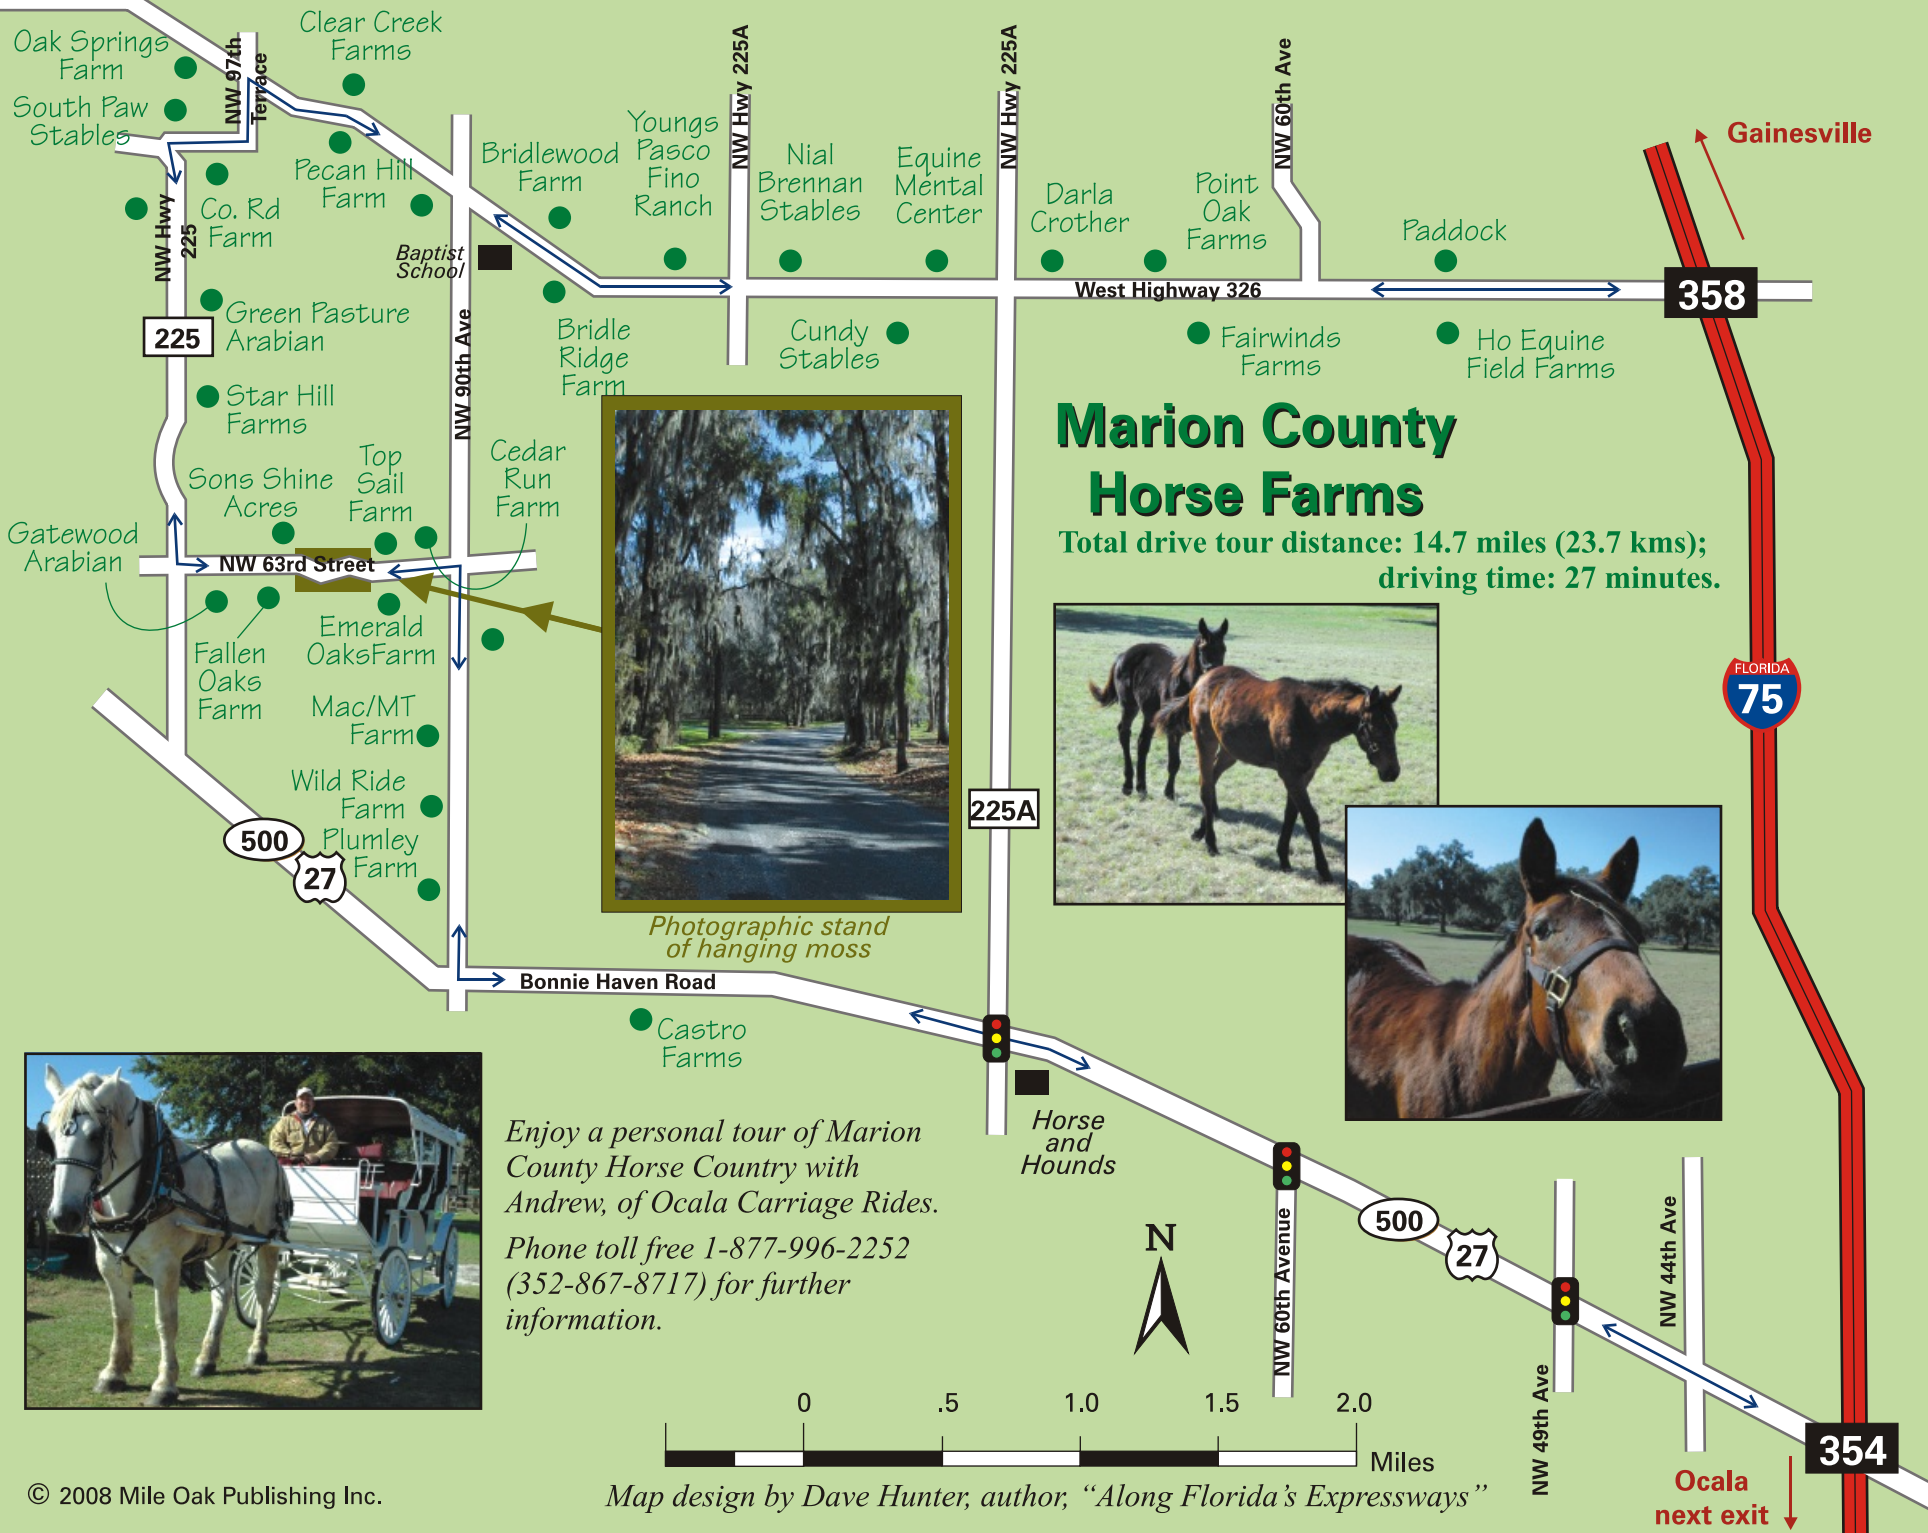 Oak Springs
Farm
South Paw
Stables
NW 97th
Terrace
Clear Creek
Farms
Pecan Hill
Farm
Co. Rd
Farm
NW Hwy
225
225
Green Pasture
Arabian
Star Hill
Farms
Baptist
School
NW 90th Ave
Bridlewood
Farm
Bridle
Ridge
Farm
Youngs
Pasco
Fino
Ranch
NW Hwy 225A
Nial
Brennan
Stables
Cundy
Stables
Equine
Mental
Center
NW Hwy 225A
Darla
Crother
Point
Oak
Farms
NW 60th Ave
West Highway 326
Fairwinds
Farms
Paddock
Ho Equine
Field Farms
Gainesville
358
Marion County
Horse Farms
Total drive tour distance: 14.7 miles (23.7 kms);
driving time: 27 minutes.
FLORIDA
75
Sons Shine
Acres
Top
Sail
Farm
Cedar
Run
Farm
Gatewood
Arabian
NW 63rd Street
Fallen
Oaks
Farm
Emerald
OaksFarm
Mac/MT
Farm
Wild Ride
Farm
Plumley
Farm
500
27
Photographic stand
of hanging moss
225A
Bonnie Haven Road
Castro
Farms
Horse
and
Hounds
Enjoy a personal tour of Marion
County Horse Country with
Andrew, of Ocala Carriage Rides.
Phone toll free 1-877-996-2252
(352-867-8717) for further
information.
N
NW 60th Avenue
500
27
NW 49th Ave
NW 44th Ave
354
Ocala
next exit
0 .5 1.0 1.5 2.0
Miles
Map design by Dave Hunter, author, “Along Florida’s Expressways”
© 2008 Mile Oak Publishing Inc.